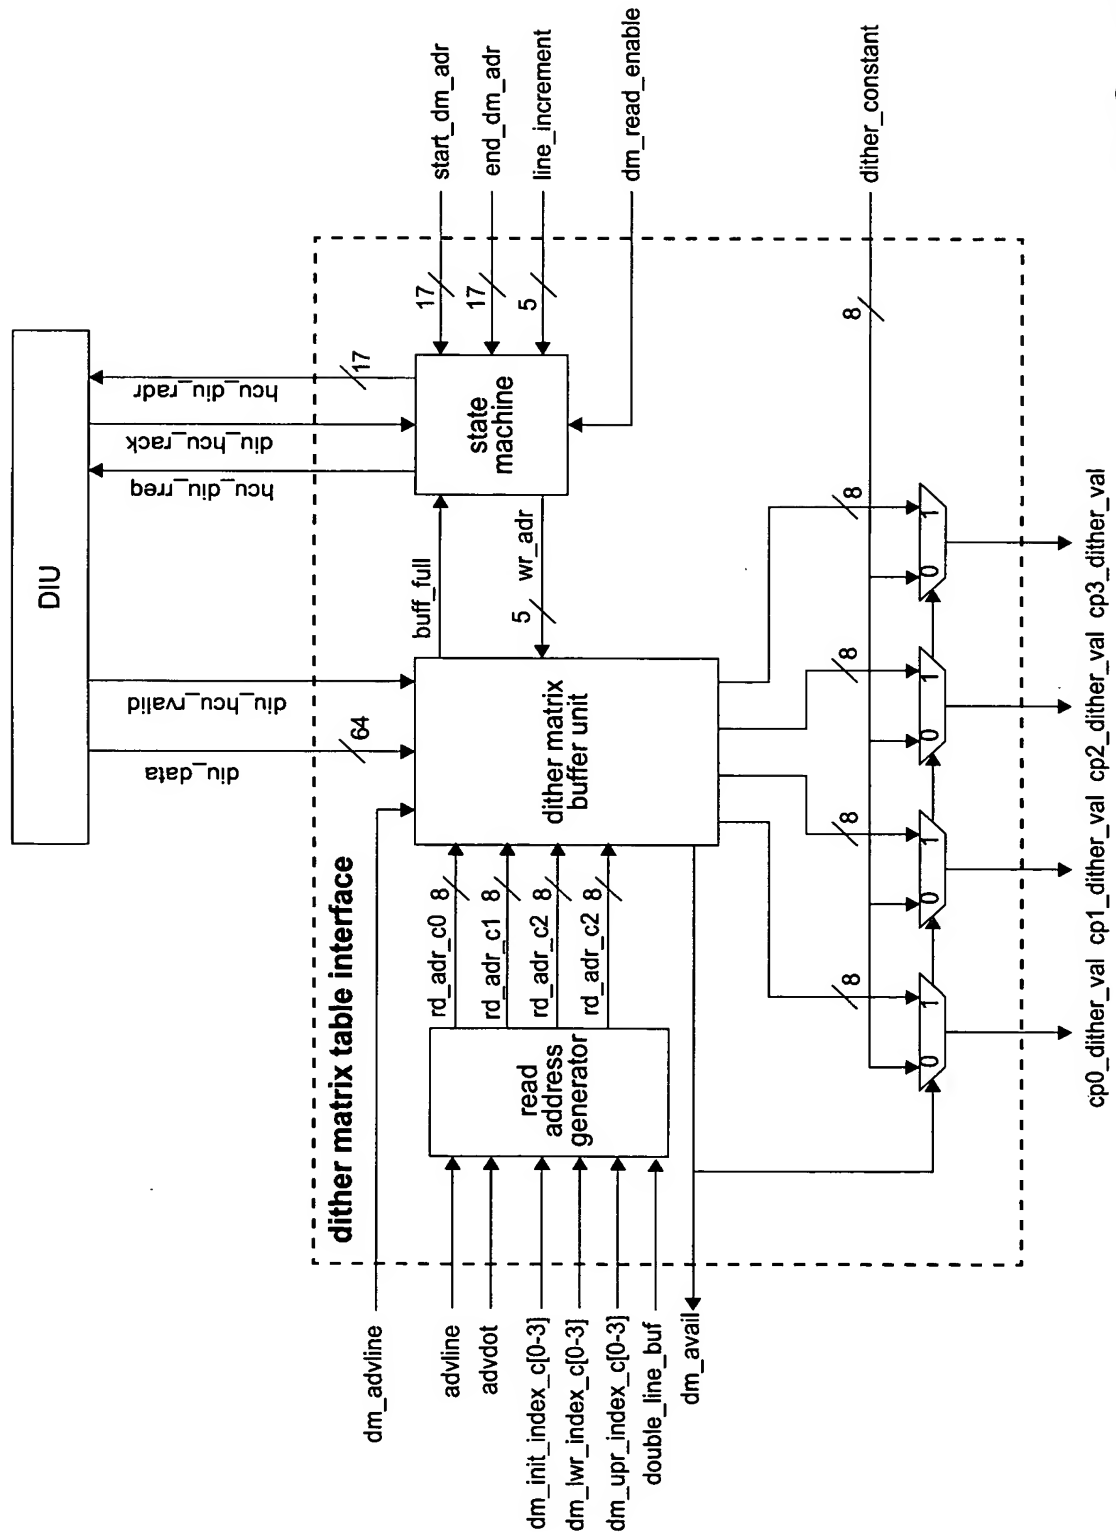 DIU
hcu_diu_radr
17
diu_hcu_rack
hcu_diu_rreq
diu_hcu_rvalid
diu_data
64
dither matrix table interface
start_dm_adr
17
end_dm_adr
17
line_increment
5
dm_read_enable
state
machine
buff_full
wr_adr
5
dither matrix
buffer unit
dm_advline
rd_adr_c0
8
rd_adr_c1
8
rd_adr_c2
8
rd_adr_c2
8
read
address
generator
advline
advdot
dm_init_index_c[0-3]
dm_lwr_index_c[0-3]
dm_upr_index_c[0-3]
double_line_buf
dm_avail
dither_constant
8
8
8
8
8
0 1
0 1
0 1
0 1
cp0_dither_val cp1_dither_val cp2_dither_val cp3_dither_val